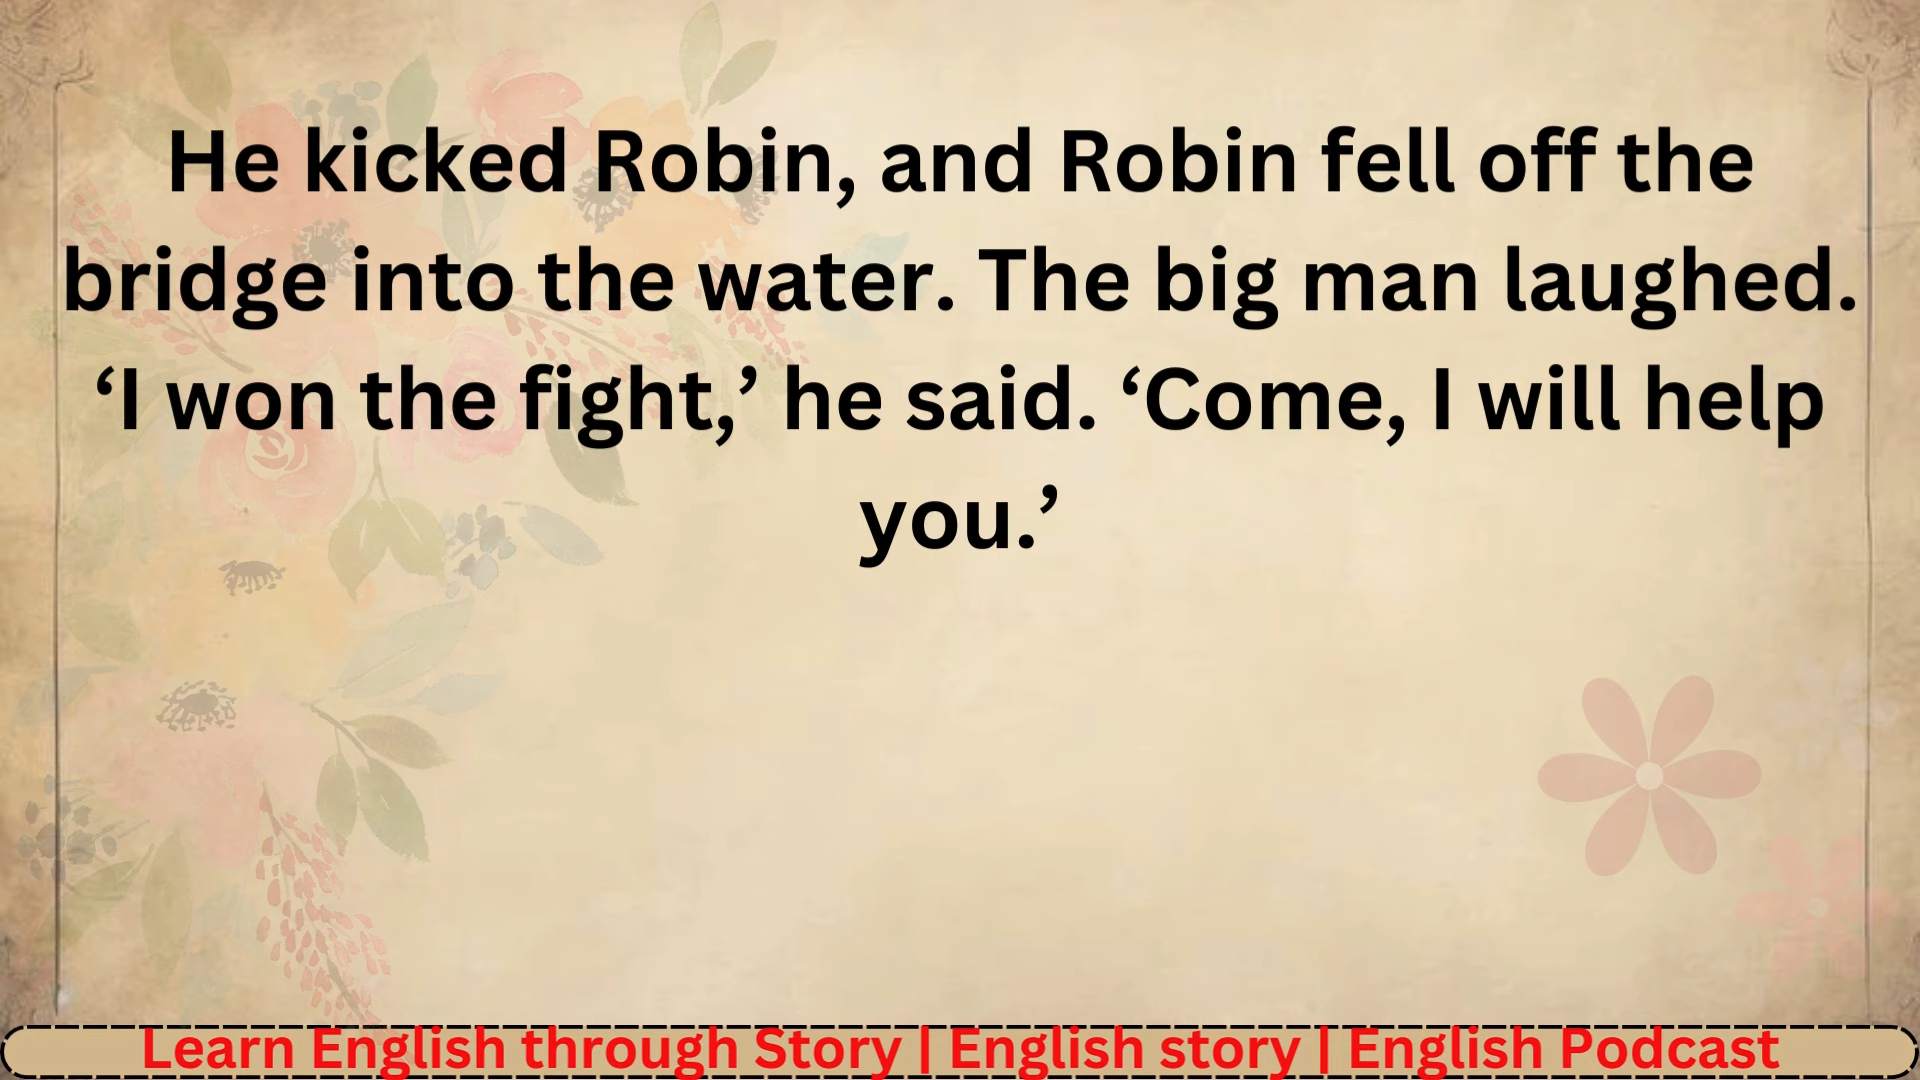 He kicked Robin, and Robin fell off the
bridge into the water. The big man laughed.
‘I won the fight,’ he said. ‘Come, I will help
you.’
Learn English through Story | English story | English Podcast